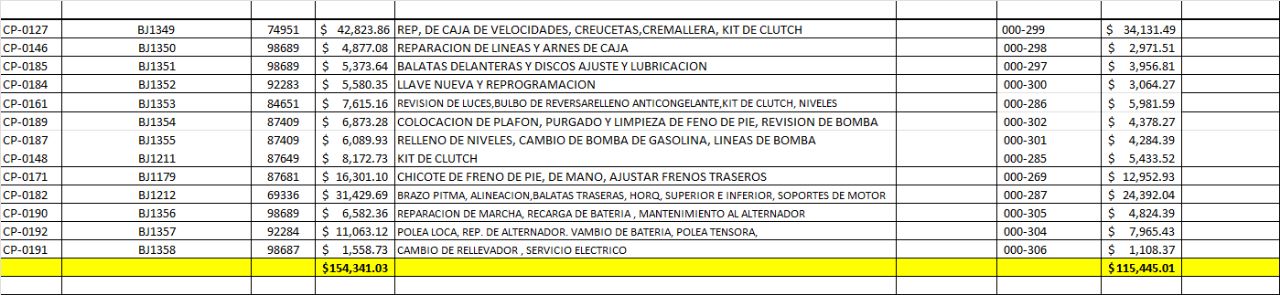 CP-0127 BJ1349 74951 $ 42,823.86 REP, DE CAJA DE VELOCIDADES, CREUCETAS,CREMALLERA, KIT DE CLUTCH 000-299 $ 34,131.49
CP-0146 BJ1350 98689 $ 4,877.08 REPARACION DE LINEAS Y ARNES DE CAJA 000-298 $ 2,971.51
CP-0185 BJ1351 98689 $ 5,373.64 BALATAS DELANTERAS Y DISCOS AJUSTE Y LUBRICACION 000-297 $ 3,956.81
CP-0184 BJ1352 92283 $ 5,580.35 LLAVE NUEVA Y REPROGRAMACION 000-300 $ 3,064.27
CP-0161 BJ1353 84651 $ 7,615.16 REVISION DE LUCES,BULBO DE REVERSARELLENO ANTICONGELANTE,KIT DE CLUTCH, NIVELES 000-286 $ 5,981.59
CP-0189 BJ1354 87409 $ 6,873.28 COLOCACION DE PLAFON, PURGADO Y LIMPIEZA DE FENO DE PIE, REVISION DE BOMBA 000-302 $ 4,378.27
CP-0187 BJ1355 87409 $ 6,089.93 RELLENO DE NIVELES, CAMBIO DE BOMBA DE GASOLINA, LINEAS DE BOMBA 000-301 $ 4,284.39
CP-0148 BJ1211 87649 $ 8,172.73 KIT DE CLUTCH 000-285 $ 5,433.52
CP-0171 BJ1179 87681 $ 16,301.10 CHICOTE DE FRENO DE PIE, DE MANO, AJUSTAR FRENOS TRASEROS 000-269 $ 12,952.93
CP-0182 BJ1212 69336 $ 31,429.69 BRAZO PITMA, ALINEACION,BALATAS TRASERAS, HORQ, SUPERIOR E INFERIOR, SOPORTES DE MOTOR 000-287 $ 24,392.04
CP-0190 BJ1356 98689 $ 6,582.36 REPARACION DE MARCHA, RECARGA DE BATERIA , MANTENIMIENTO AL ALTERNADOR 000-305 $ 4,824.39
CP-0192 BJ1357 92284 $ 11,063.12 POLEA LOCA, REP. DE ALTERNADOR. VAMBIO DE BATERIA, POLEA TENSORA, 000-304 $ 7,965.43
CP-0191 BJ1358 98687 $ 1,558.73 CAMBIO DE RELLEVADOR , SERVICIO ELECTRICO 000-306 $ 1,108.37
$154,341.03 $115,445.01